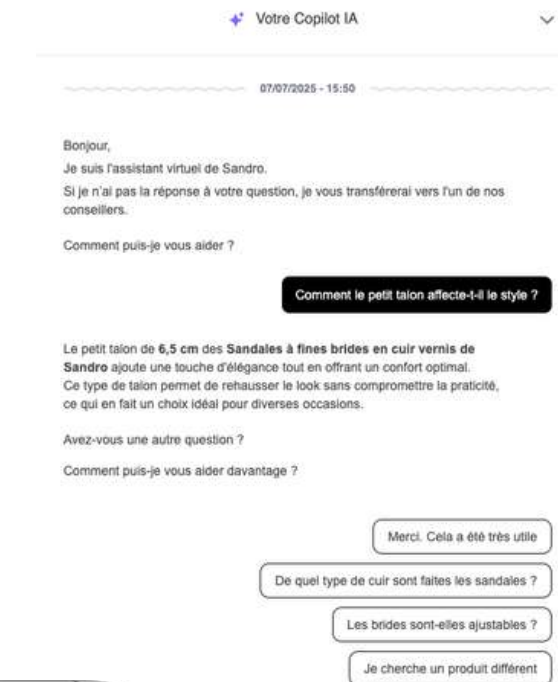 Votre Copilot IA
07/07/2025 - 15:50
Bonjour,
Je suis l'assistant virtuel de Sandro.
Si je n'ai pas la réponse à votre question, je vous transférerai vers l'un de nos
conseillers.
Comment puis-je vous aider ?
Comment le petit talon affecte-t-il le style ?
Le petit talon de 6,5 cm des Sandales à fines brides en cuir vernis de
Sandro ajoute une touche d'élégance tout en offrant un confort optimal.
Ce type de talon permet de rehausser le look sans compromettre la praticité,
ce qui en fait un choix idéal pour diverses occasions.
Avez-vous une autre question ?
Comment puis-je vous aider davantage ?
Merci. Cela a été très utile
De quel type de cuir sont faites les sandales ?
Les brides sont-elles ajustables ?
Je cherche un produit différent